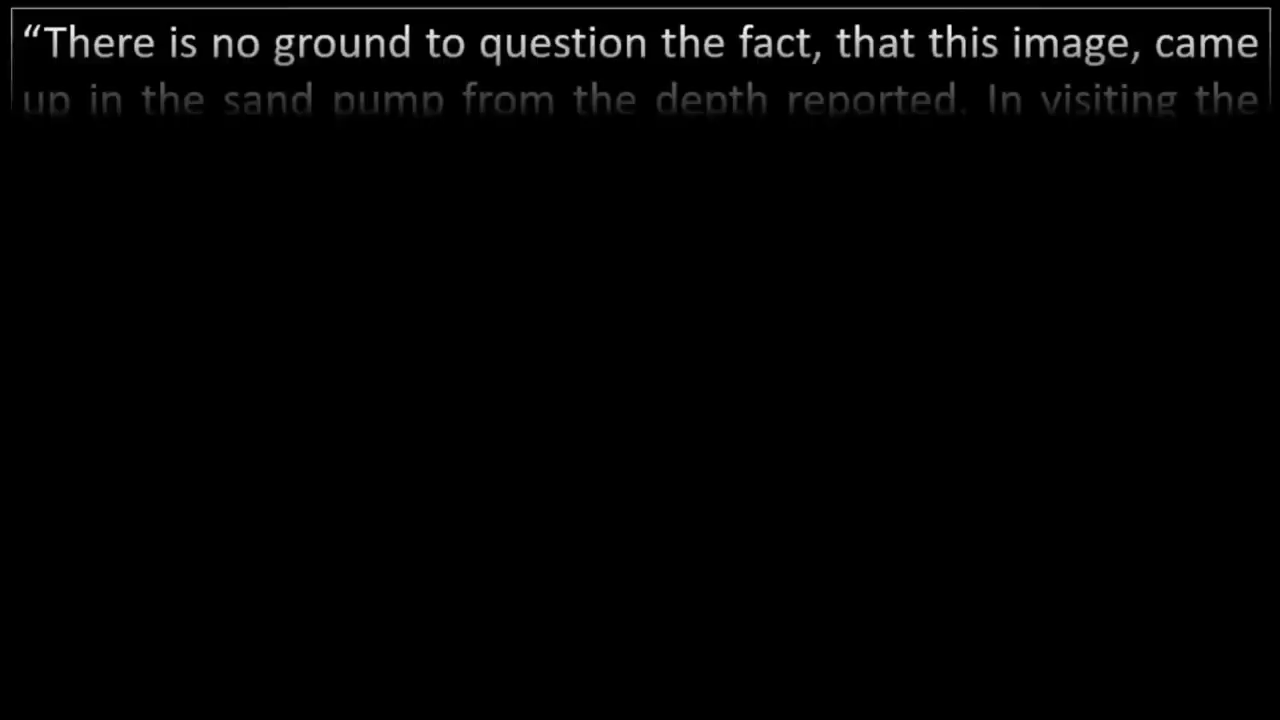 “There is no ground to question the fact, that this image, came
up in the sand pump from the depth reported. In visiting the